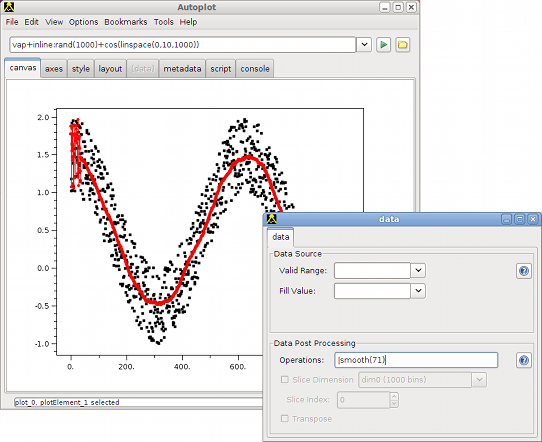 Autoplot
File Edit View Options Bookmarks Tools Help
vap+inline:rand(1000)+cos(linspace(0,10,1000))
canvas axes style layout (data) metadata script console
2.0
1.5
1.0
0.5
0.0
-0.5
-1.0
0. 200. 400. 600.
plot_0, plotElement_1 selected
data
data
Data Source
Valid Range:
Fill Value:
Data Post Processing
Operations: |smooth(71)
Slice Dimension dim0 (1000 bins)
Slice Index: 0
Transpose